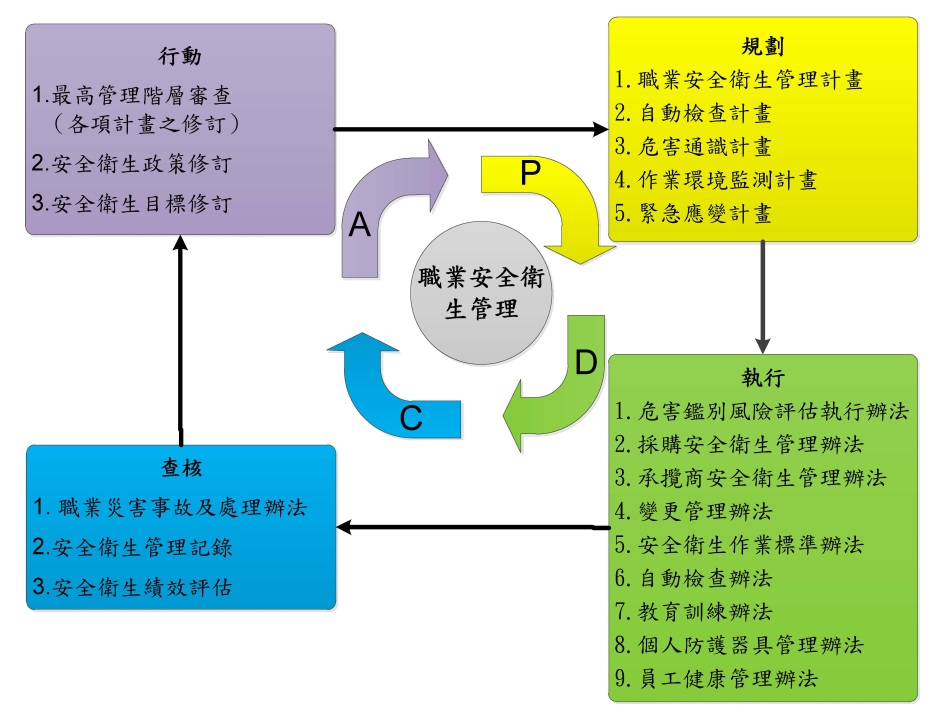 行動
1.最高管理階層審查
（各項計畫之修訂）
2.安全衛生政策修訂
3.安全衛生目標修訂
規劃
1.職業安全衛生管理計畫
2.自動檢查計畫
3.危害通識計畫
4.作業環境監測計畫
5.緊急應變計畫
A
P
職業安全衛
生管理
D
C
執行
1.危害鑑別風險評估執行辦法
2.採購安全衛生管理辦法
3.承攬商安全衛生管理辦法
4.變更管理辦法
5.安全衛生作業標準辦法
6.自動檢查辦法
7.教育訓練辦法
8.個人防護器具管理辦法
9.員工健康管理辦法
查核
1. 職業災害事故及處理辦法
2.安全衛生管理記錄
3.安全衛生績效評估